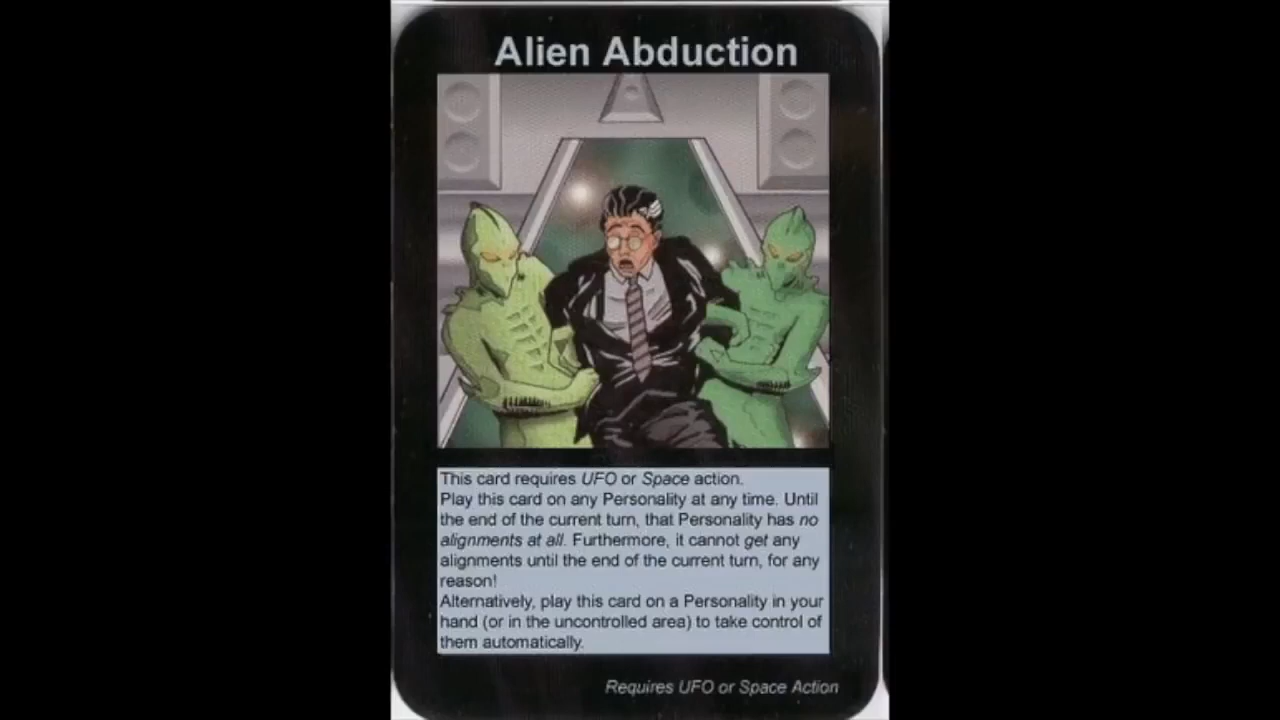 Alien Abduction
This card requires UFO or Space action.
Play this card on any Personality at any time. Until
the end of the current turn, that Personality has no
alignments at all. Furthermore, it cannot get any
alignments until the end of the current turn, for any
reason!
Alternatively, play this card on a Personality in your
hand (or in the uncontrolled area) to take control of
them automatically.
Requires UFO or Space Action